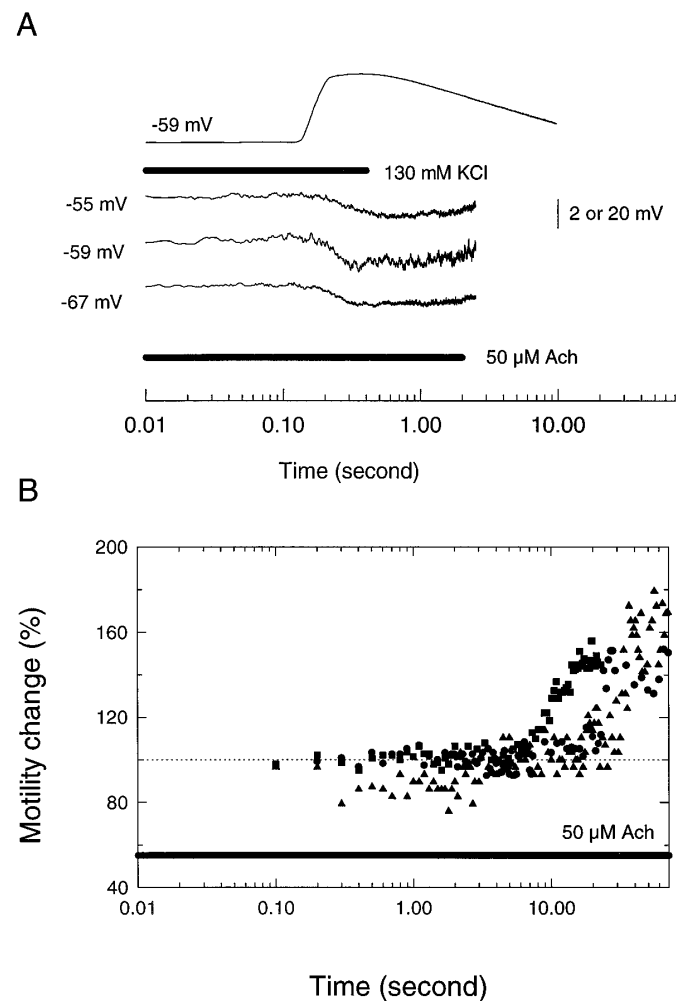 A
-59 mV
130 mM KCl
-55 mV
2 or 20 mV
-59 mV
-67 mV
50 µM Ach
0.01 0.10 1.00 10.00
Time (second)
B
200
160
120
80
40
Motility change (%)
50 µM Ach
0.01 0.10 1.00 10.00
Time (second)